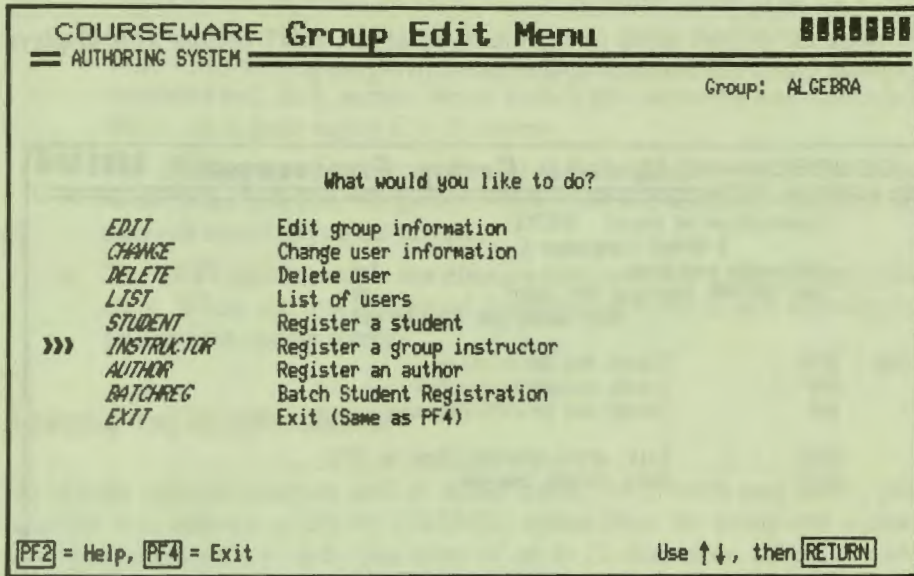 COURSEWARE Group Edit Menu
AUTHORING SYSTEM
Group: ALGEBRA
What would you like to do?
EDIT Edit group information
CHANGE Change user information
DELETE Delete user
LIST List of users
STUDENT Register a student
>>> INSTRUCTOR Register a group instructor
AUTHOR Register an author
BATCHREG Batch Student Registration
EXIT Exit (Same as PF4)
PF2 = Help, PF4 = Exit Use ↑↓, then RETURN